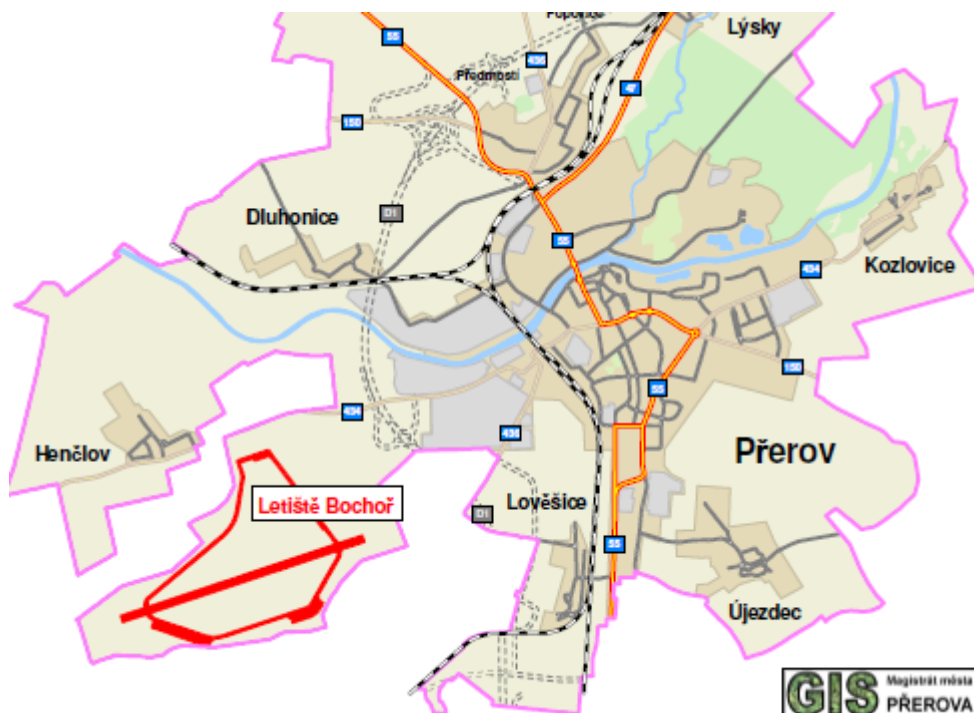 Popovice
Lýsky
55
436
47
Předmostí
150
Dluhonice
D1
55
434
Kozlovice
150
55
434
436
Henčlov
Přerov
Letiště Bochoř
Lověšice
D1
55
Újezdec
GIS
Magistrát města
PŘEROVA